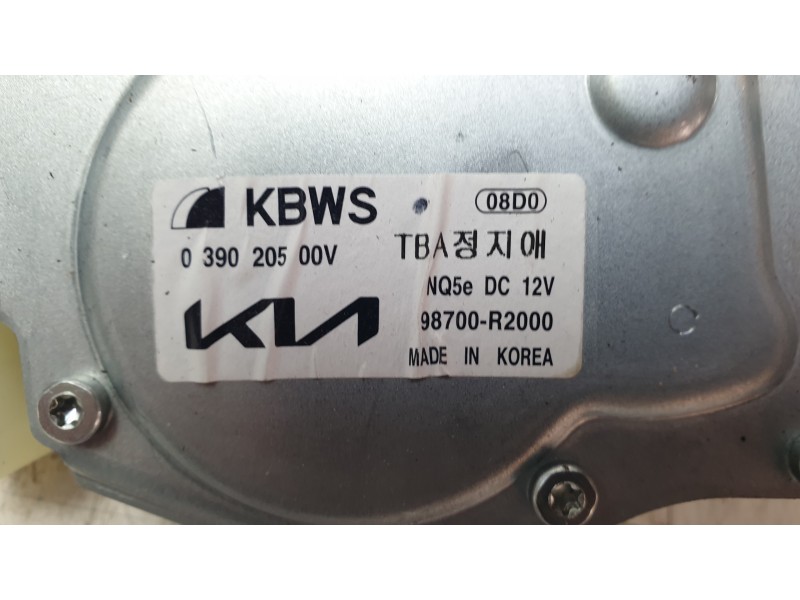 KBWS 08D0
0 390 205 00V TBA정지애
NQ5e DC 12V
KIA 98700-R2000
MADE IN KOREA